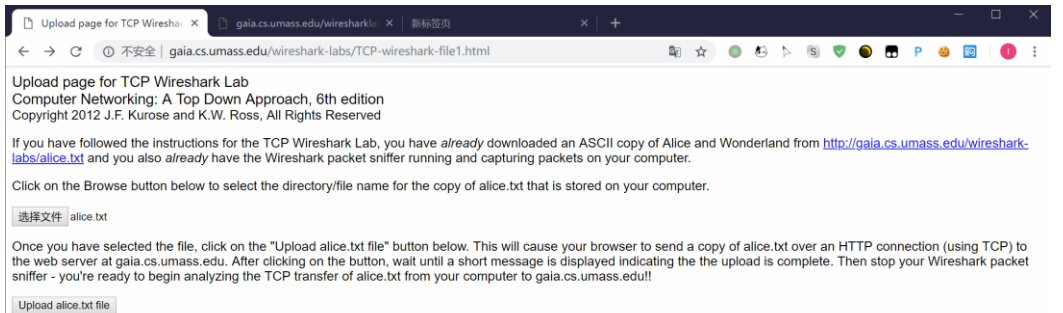 Upload page for TCP Wireshar
gaia.cs.umass.edu/wiresharkla
新标签页
不安全 | gaia.cs.umass.edu/wireshark-labs/TCP-wireshark-file1.html
Upload page for TCP Wireshark Lab
Computer Networking: A Top Down Approach, 6th edition
Copyright 2012 J.F. Kurose and K.W. Ross, All Rights Reserved
If you have followed the instructions for the TCP Wireshark Lab, you have already downloaded an ASCII copy of Alice and Wonderland from http://gaia.cs.umass.edu/wireshark-
labs/alice.txt and you also already have the Wireshark packet sniffer running and capturing packets on your computer.
Click on the Browse button below to select the directory/file name for the copy of alice.txt that is stored on your computer.
选择文件 alice.txt
Once you have selected the file, click on the "Upload alice.txt file" button below. This will cause your browser to send a copy of alice.txt over an HTTP connection (using TCP) to
the web server at gaia.cs.umass.edu. After clicking on the button, wait until a short message is displayed indicating the the upload is complete. Then stop your Wireshark packet
sniffer - you're ready to begin analyzing the TCP transfer of alice.txt from your computer to gaia.cs.umass.edu!!
Upload alice.txt file